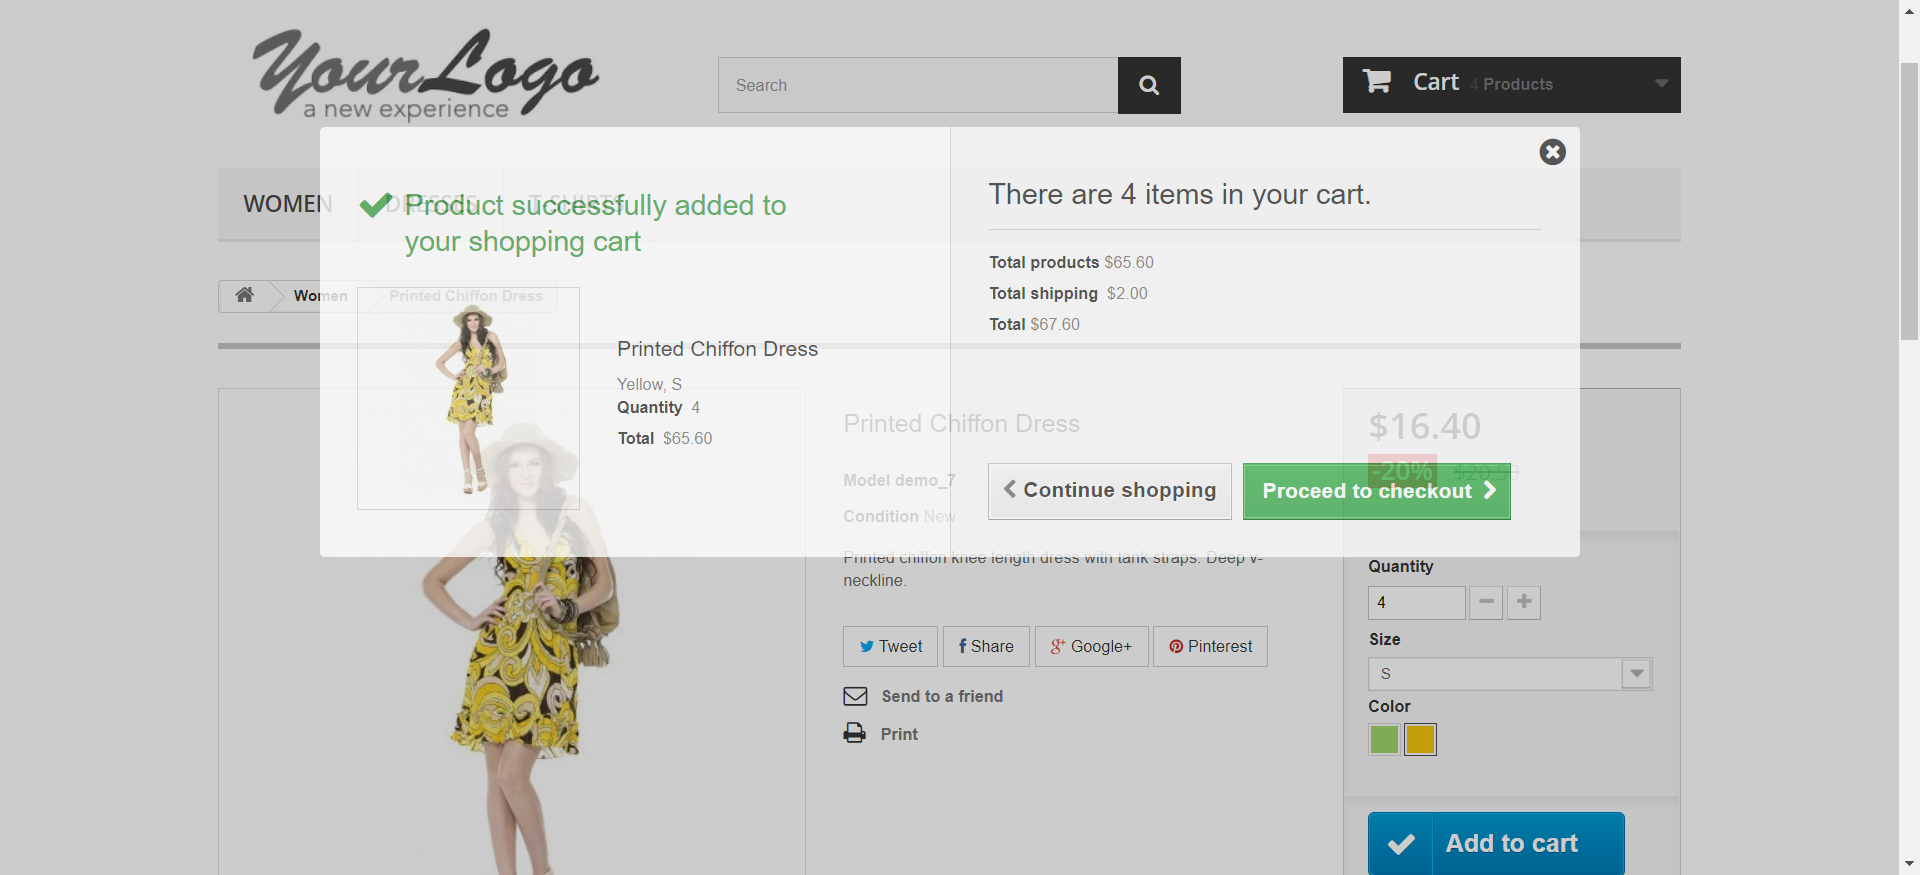 YourLogo
a new experience
Search
Cart 4 Products
WOMEN
DRESSES
T-SHIRTS
Product successfully added to
your shopping cart
There are 4 items in your cart.
Total products $65.60
Total shipping $2.00
Total $67.60
Women
Printed Chiffon Dress
Printed Chiffon Dress
Yellow, S
Quantity 4
Total $65.60
Continue shopping
Proceed to checkout
Printed Chiffon Dress
Model demo_7
Condition New
Printed chiffon knee length dress with tank straps. Deep v-
neckline.
Tweet
Share
Google+
Pinterest
Send to a friend
Print
$16.40
-20% $20.50
Quantity
4
Size
S
Color
Add to cart